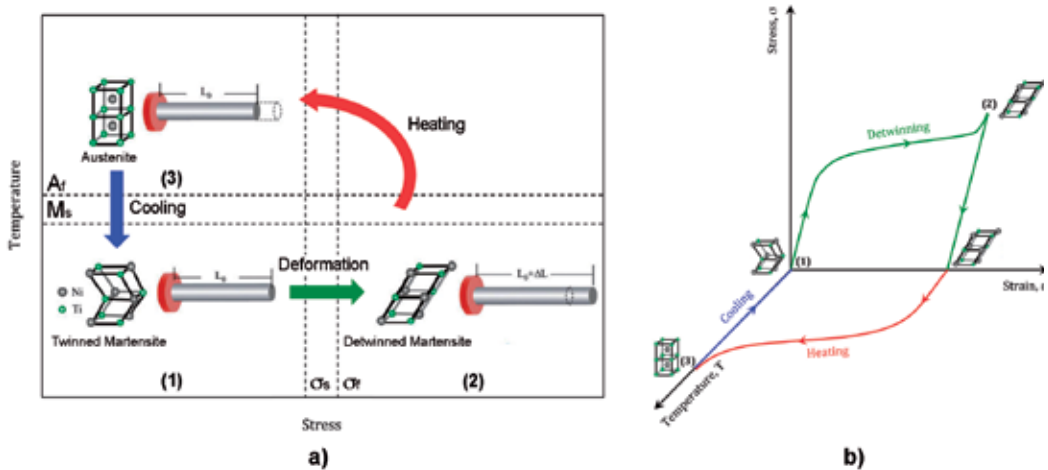 Temperature
L₀
Austenite
(3)
Heating
Af
Ms
Cooling
L₀
Deformation
L₀+ΔL
Ni
Ti
Twinned Martensite
Detwinned Martensite
(1)
σs
σf
(2)
Stress
a)
Stress, σ
(2)
Detwinning
(1)
Strain, ε
Cooling
(3)
Heating
Temperature, T
b)